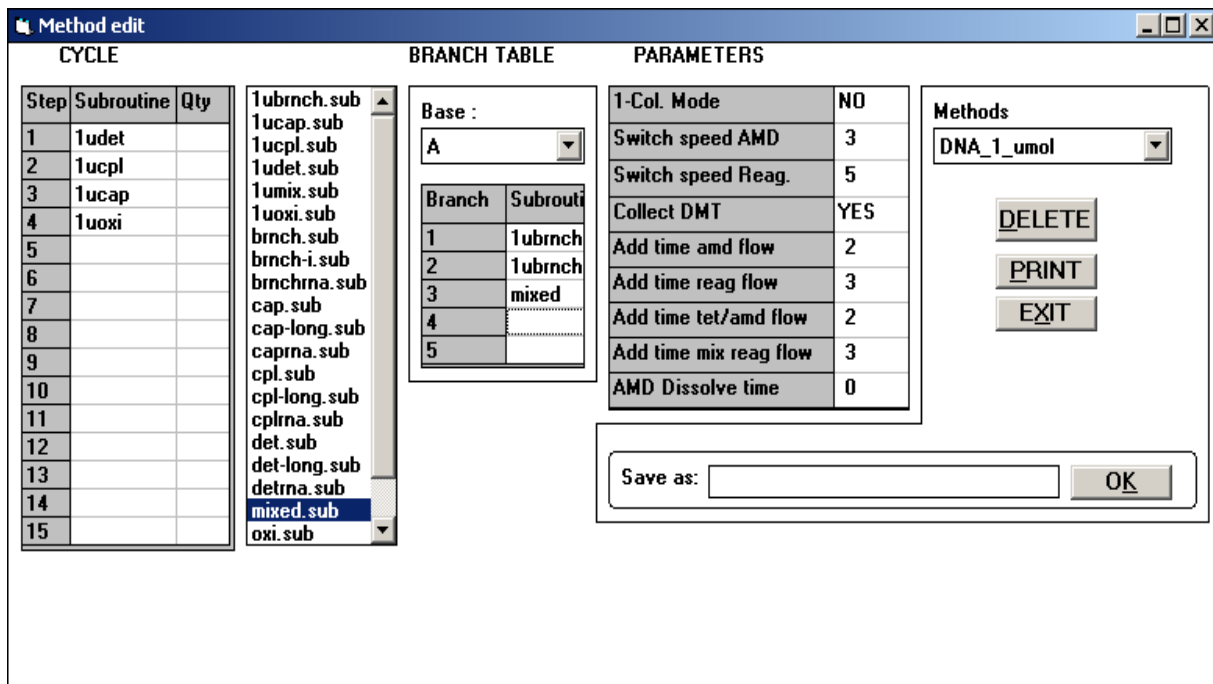 Method edit
CYCLE
BRANCH TABLE
PARAMETERS
Step Subroutine Qty
1 1udet
2 1ucpl
3 1ucap
4 1uoxi
5
6
7
8
9
10
11
12
13
14
15
1ubrnch.sub
1ucap.sub
1ucpl.sub
1udet.sub
1umix.sub
1uoxi.sub
brnch.sub
brnch-i.sub
brnchrna.sub
cap.sub
cap-long.sub
caprna.sub
cpl.sub
cpl-long.sub
cplrna.sub
det.sub
det-long.sub
detrna.sub
mixed.sub
oxi.sub
Base :
A
Branch Subrouti
1 1ubrnch
2 1ubrnch
3 mixed
4
5
1-Col. Mode NO
Switch speed AMD 3
Switch speed Reag. 5
Collect DMT YES
Add time amd flow 2
Add time reag flow 3
Add time tet/amd flow 2
Add time mix reag flow 3
AMD Dissolve time 0
Methods
DNA_1_umol
DELETE
PRINT
EXIT
Save as:
OK